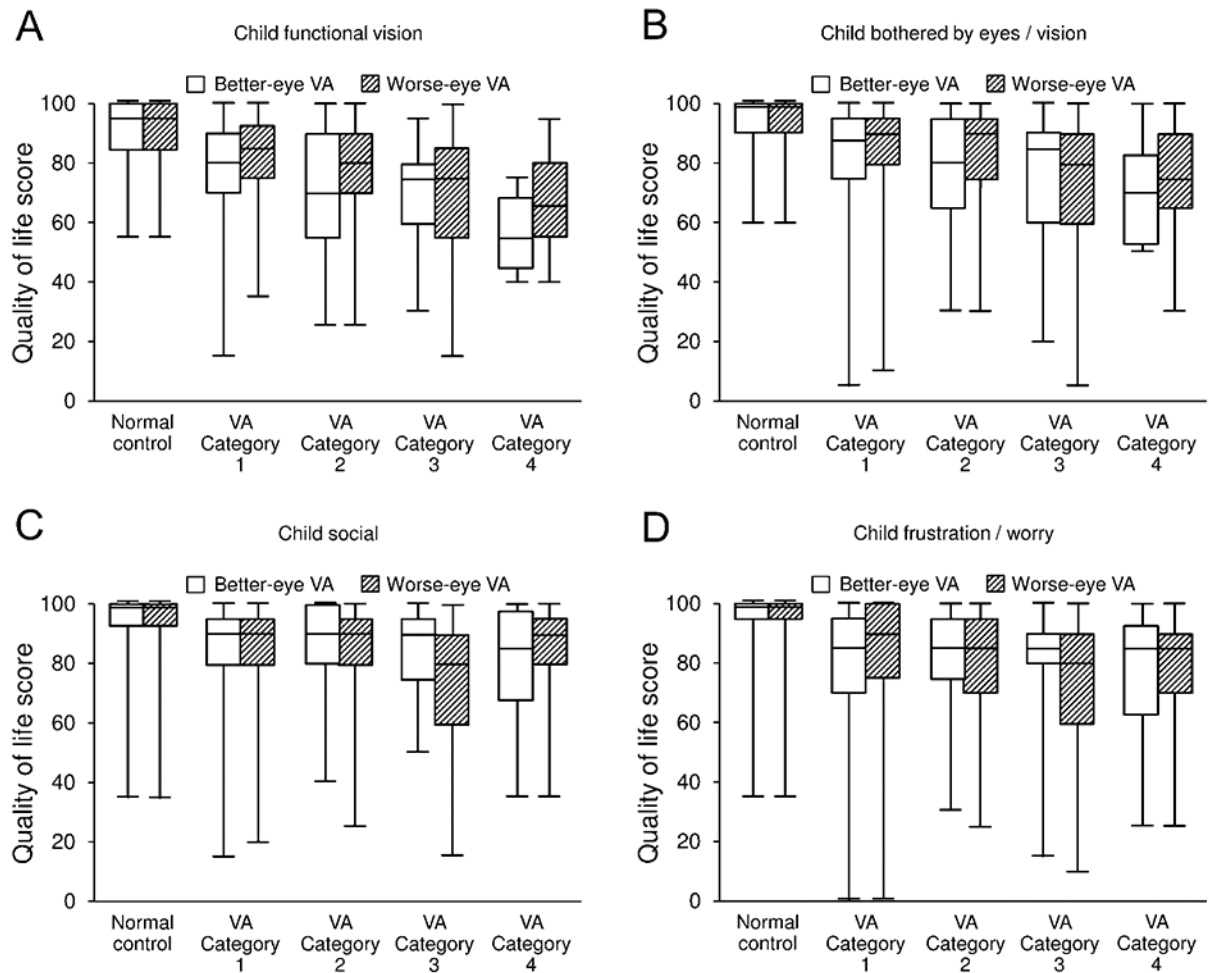 A
Child functional vision
Better-eye VA
Worse-eye VA
Quality of life score
100
80
60
40
20
0
Normal
control
VA
Category
1
VA
Category
2
VA
Category
3
VA
Category
4
B
Child bothered by eyes / vision
Better-eye VA
Worse-eye VA
Quality of life score
100
80
60
40
20
0
Normal
control
VA
Category
1
VA
Category
2
VA
Category
3
VA
Category
4
C
Child social
Better-eye VA
Worse-eye VA
Quality of life score
100
80
60
40
20
0
Normal
control
VA
Category
1
VA
Category
2
VA
Category
3
VA
Category
4
D
Child frustration / worry
Better-eye VA
Worse-eye VA
Quality of life score
100
80
60
40
20
0
Normal
control
VA
Category
1
VA
Category
2
VA
Category
3
VA
Category
4